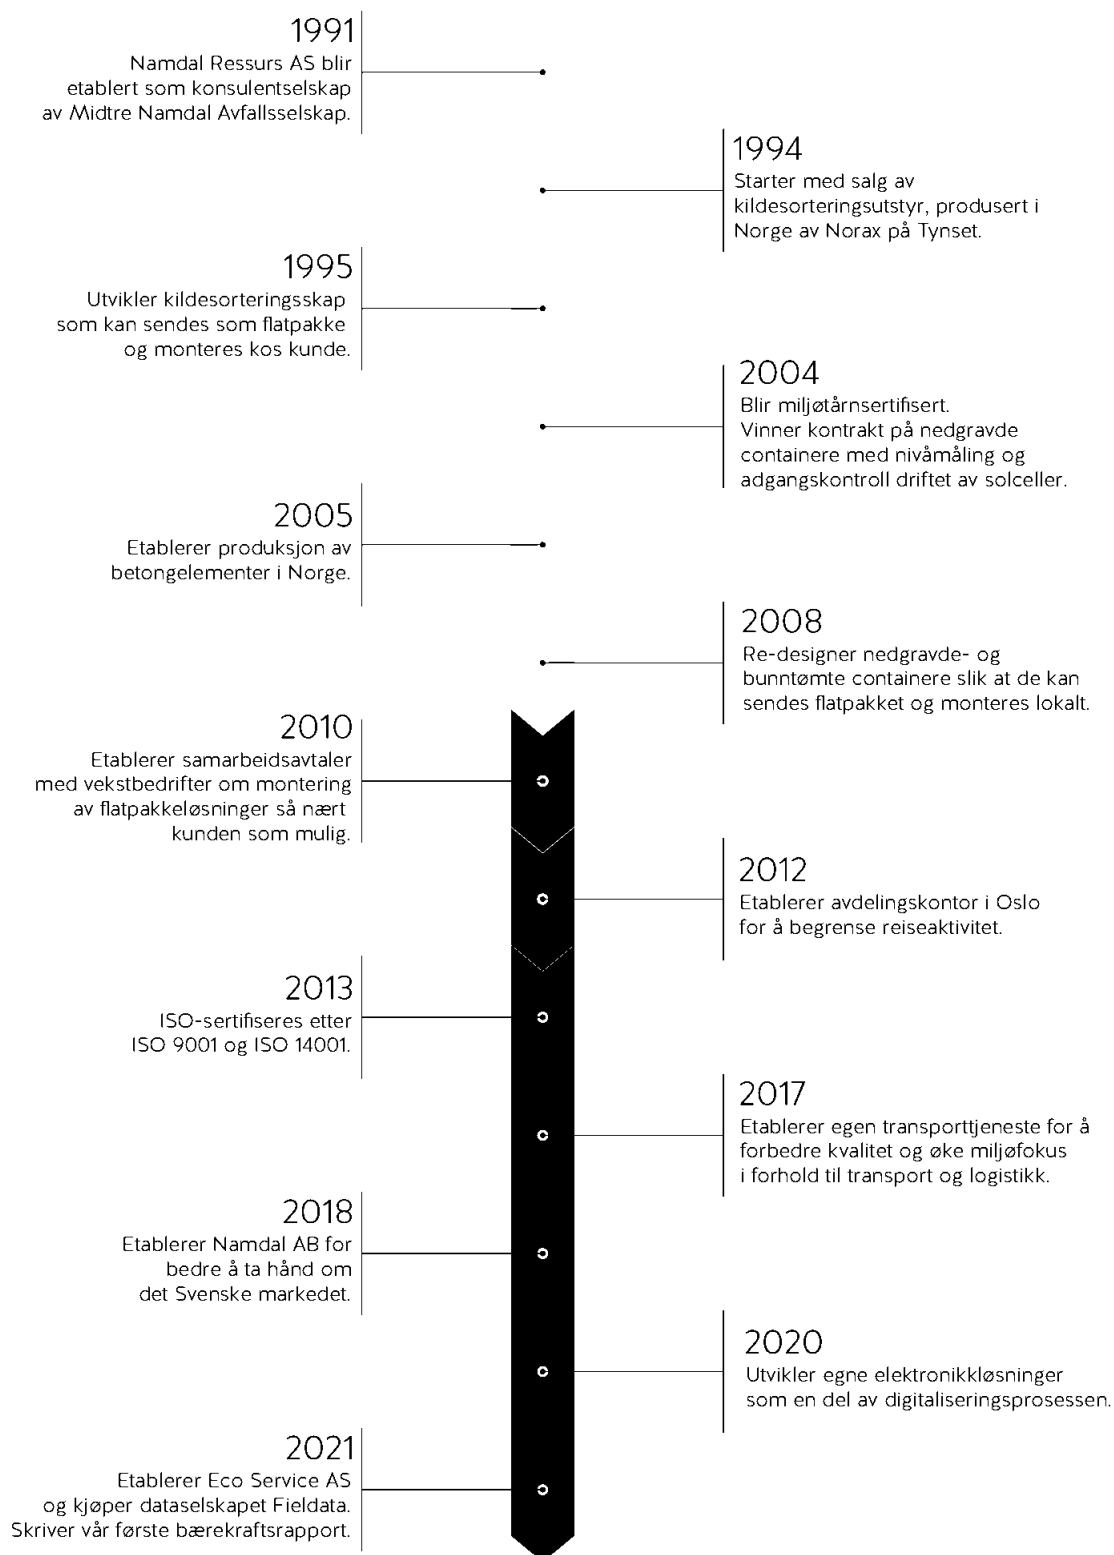 1991
Namdal Ressurs AS blir
etablert som konsulentselskap
av Midtre Namdal Avfallsselskap.
1994
Starter med salg av
kildesorteringsutstyr, produsert i
Norge av Norax på Tynset.
1995
Utvikler kildesorteringsskap
som kan sendes som flatpakke
og monteres kos kunde.
2004
Blir miljøtårnsertifisert.
Vinner kontrakt på nedgravde
containere med nivåmåling og
adgangskontroll driftet av solceller.
2005
Etablerer produksjon av
betongelementer i Norge.
2008
Re-designer nedgravde- og
bunntømte containere slik at de kan
sendes flatpakket og monteres lokalt.
2010
Etablerer samarbeidsavtaler
med vekstbedrifter om montering
av flatpakkeløsninger så nært
kunden som mulig.
2012
Etablerer avdelingskontor i Oslo
for å begrense reiseaktivitet.
2013
ISO-sertifiseres etter
ISO 9001 og ISO 14001.
2017
Etablerer egen transporttjeneste for å
forbedre kvalitet og øke miljøfokus
i forhold til transport og logistikk.
2018
Etablerer Namdal AB for
bedre å ta hånd om
det Svenske markedet.
2020
Utvikler egne elektronikkløsninger
som en del av digitaliseringsprosessen.
2021
Etablerer Eco Service AS
og kjøper dataselskapet Fieldata.
Skriver vår første bærekraftsrapport.